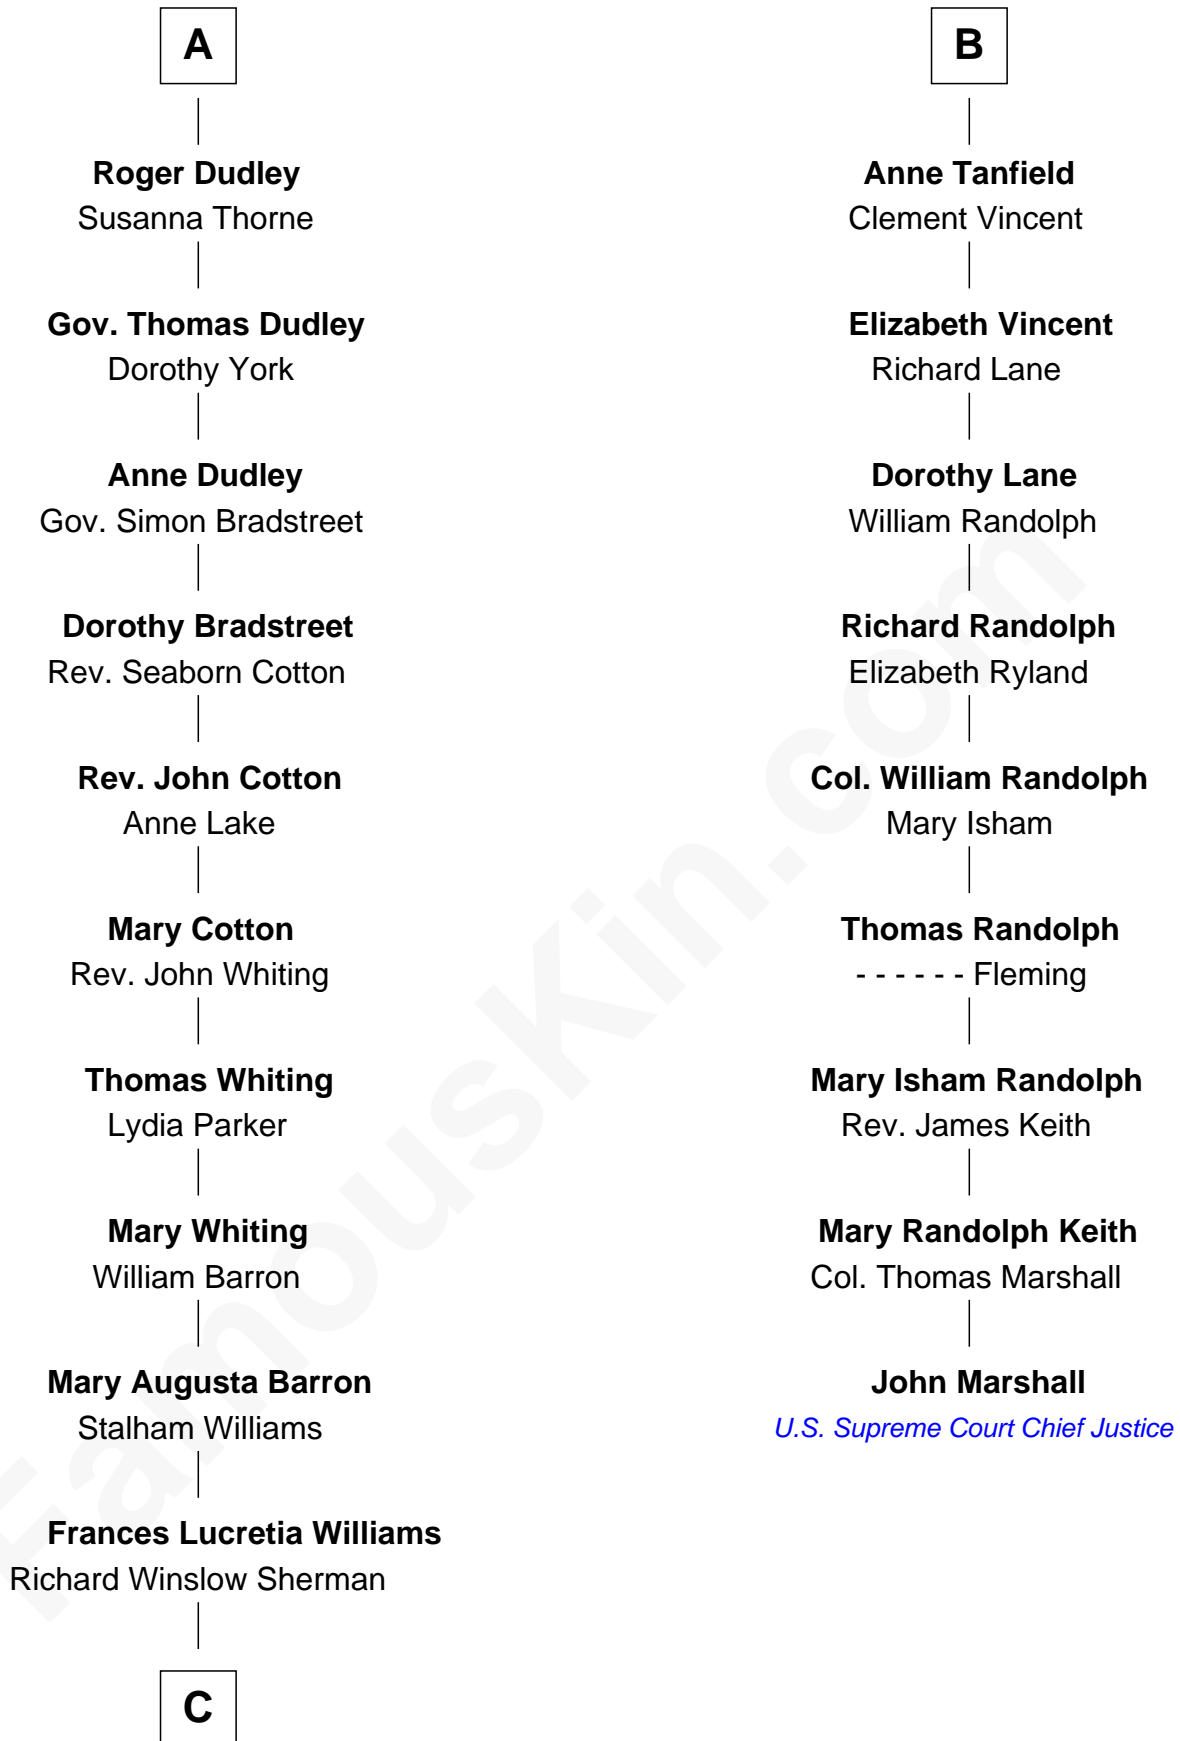 A
Roger Dudley
Susanna Thorne
Gov. Thomas Dudley
Dorothy York
Anne Dudley
Gov. Simon Bradstreet
Dorothy Bradstreet
Rev. Seaborn Cotton
Rev. John Cotton
Anne Lake
Mary Cotton
Rev. John Whiting
Thomas Whiting
Lydia Parker
Mary Whiting
William Barron
Mary Augusta Barron
Stalham Williams
Frances Lucretia Williams
Richard Winslow Sherman
C
B
Anne Tanfield
Clement Vincent
Elizabeth Vincent
Richard Lane
Dorothy Lane
William Randolph
Richard Randolph
Elizabeth Ryland
Col. William Randolph
Mary Isham
Thomas Randolph
- - - - - - Fleming
Mary Isham Randolph
Rev. James Keith
Mary Randolph Keith
Col. Thomas Marshall
John Marshall
U.S. Supreme Court Chief Justice
FamousKin.com